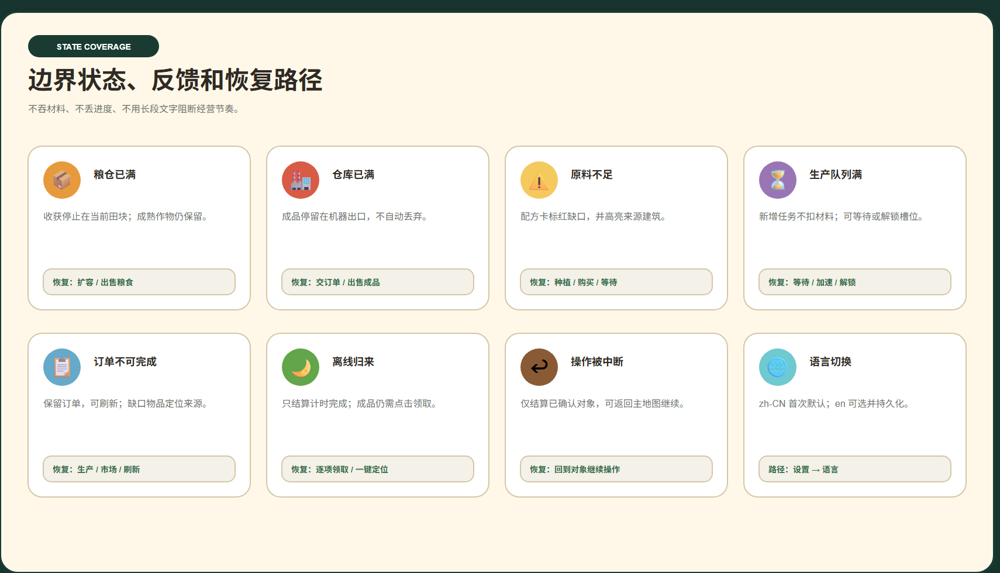 STATE COVERAGE
边界状态、反馈和恢复路径
不吞材料、不丢进度、不用长段文字阻断经营节奏。
粮仓已满
收获停止在当前田块；成熟作物仍保留。
恢复：扩容 / 出售粮食
仓库已满
成品停留在机器出口，不自动丢弃。
恢复：交订单 / 出售成品
原料不足
配方卡标红缺口，并高亮来源建筑。
恢复：种植 / 购买 / 等待
生产队列满
新增任务不扣材料；可等待或解锁槽位。
恢复：等待 / 加速 / 解锁
订单不可完成
保留订单，可刷新；缺口物品定位来源。
恢复：生产 / 市场 / 刷新
离线归来
只结算计时完成；成品仍需点击领取。
恢复：逐项领取 / 一键定位
操作被中断
仅结算已确认对象，可返回主地图继续。
恢复：回到对象继续操作
语言切换
zh-CN 首次默认；en 可选并持久化。
路径：设置 → 语言